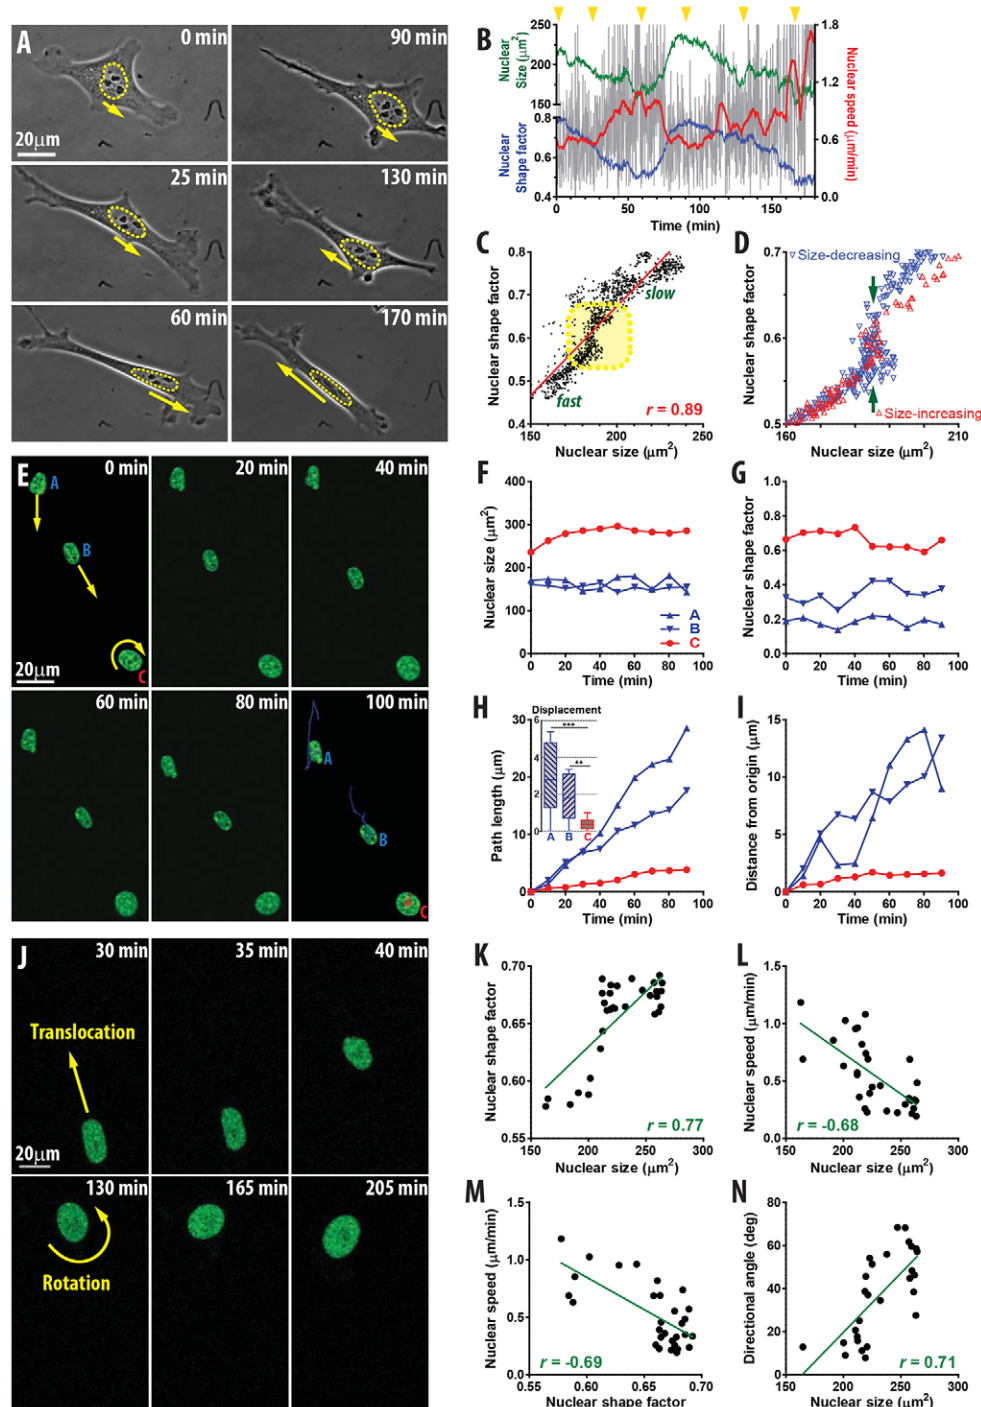 A
0 min
20μm
90 min
25 min
130 min
60 min
170 min
B
Nuclear Size (μm²)
250
200
150
Nuclear Shape factor
0.8
0.6
0.4
Nuclear speed (μm/min)
1.8
1.2
0.6
0.0
0 50 100 150
Time (min)
C
Nuclear shape factor
0.8
0.7
0.6
0.5
0.4
slow
fast
r = 0.89
150 200 250
Nuclear size (μm²)
D
Nuclear shape factor
0.7
0.6
0.5
Size-decreasing
Size-increasing
160 210
Nuclear size (μm²)
E
0 min
A
B
C
20μm
20 min
40 min
60 min
80 min
100 min
A
B
C
F
Nuclear size (μm²)
400
300
200
100
0
A
B
C
0 20 40 60 80 100
Time (min)
G
Nuclear shape factor
1.0
0.8
0.6
0.4
0.2
0.0
0 20 40 60 80 100
Time (min)
H
Path length (μm)
30
20
10
0
Displacement
6
4
2
0
***
**
A B C
0 20 40 60 80 100
Time (min)
I
Distance from origin (μm)
15
10
5
0
0 20 40 60 80 100
Time (min)
J
30 min
Translocation
20μm
35 min
40 min
130 min
Rotation
165 min
205 min
K
Nuclear shape factor
0.70
0.65
0.60
0.55
r = 0.77
150 200 250 300
Nuclear size (μm²)
L
Nuclear speed (μm/min)
1.5
1.0
0.5
0.0
r = -0.68
150 200 250 300
Nuclear size (μm²)
M
Nuclear speed (μm/min)
1.5
1.0
0.5
0.0
r = -0.69
0.55 0.60 0.65 0.70
Nuclear shape factor
N
Directional angle (deg)
80
60
40
20
0
r = 0.71
150 200 250 300
Nuclear size (μm²)